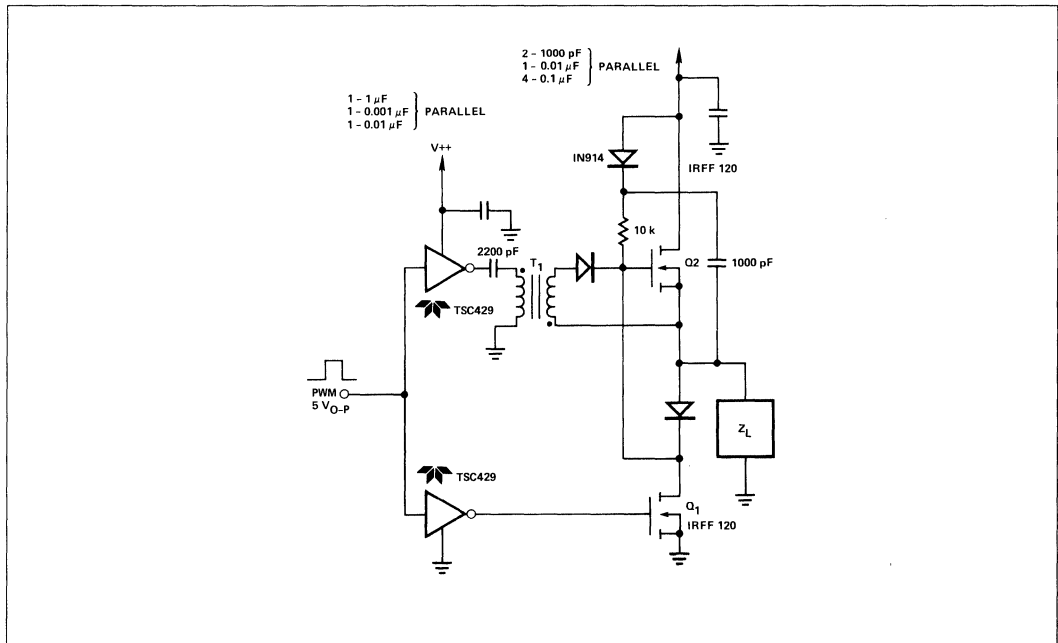 2 – 1000 pF
1 – 0.01 μF
4 – 0.1 μF
PARALLEL
1 – 1 μF
1 – 0.001 μF
1 – 0.01 μF
PARALLEL
V++
IN914
IRFF 120
10 k
2200 pF
T1
Q2
1000 pF
TSC429
PWM
5 VO–P
ZL
TSC429
Q1
IRFF 120